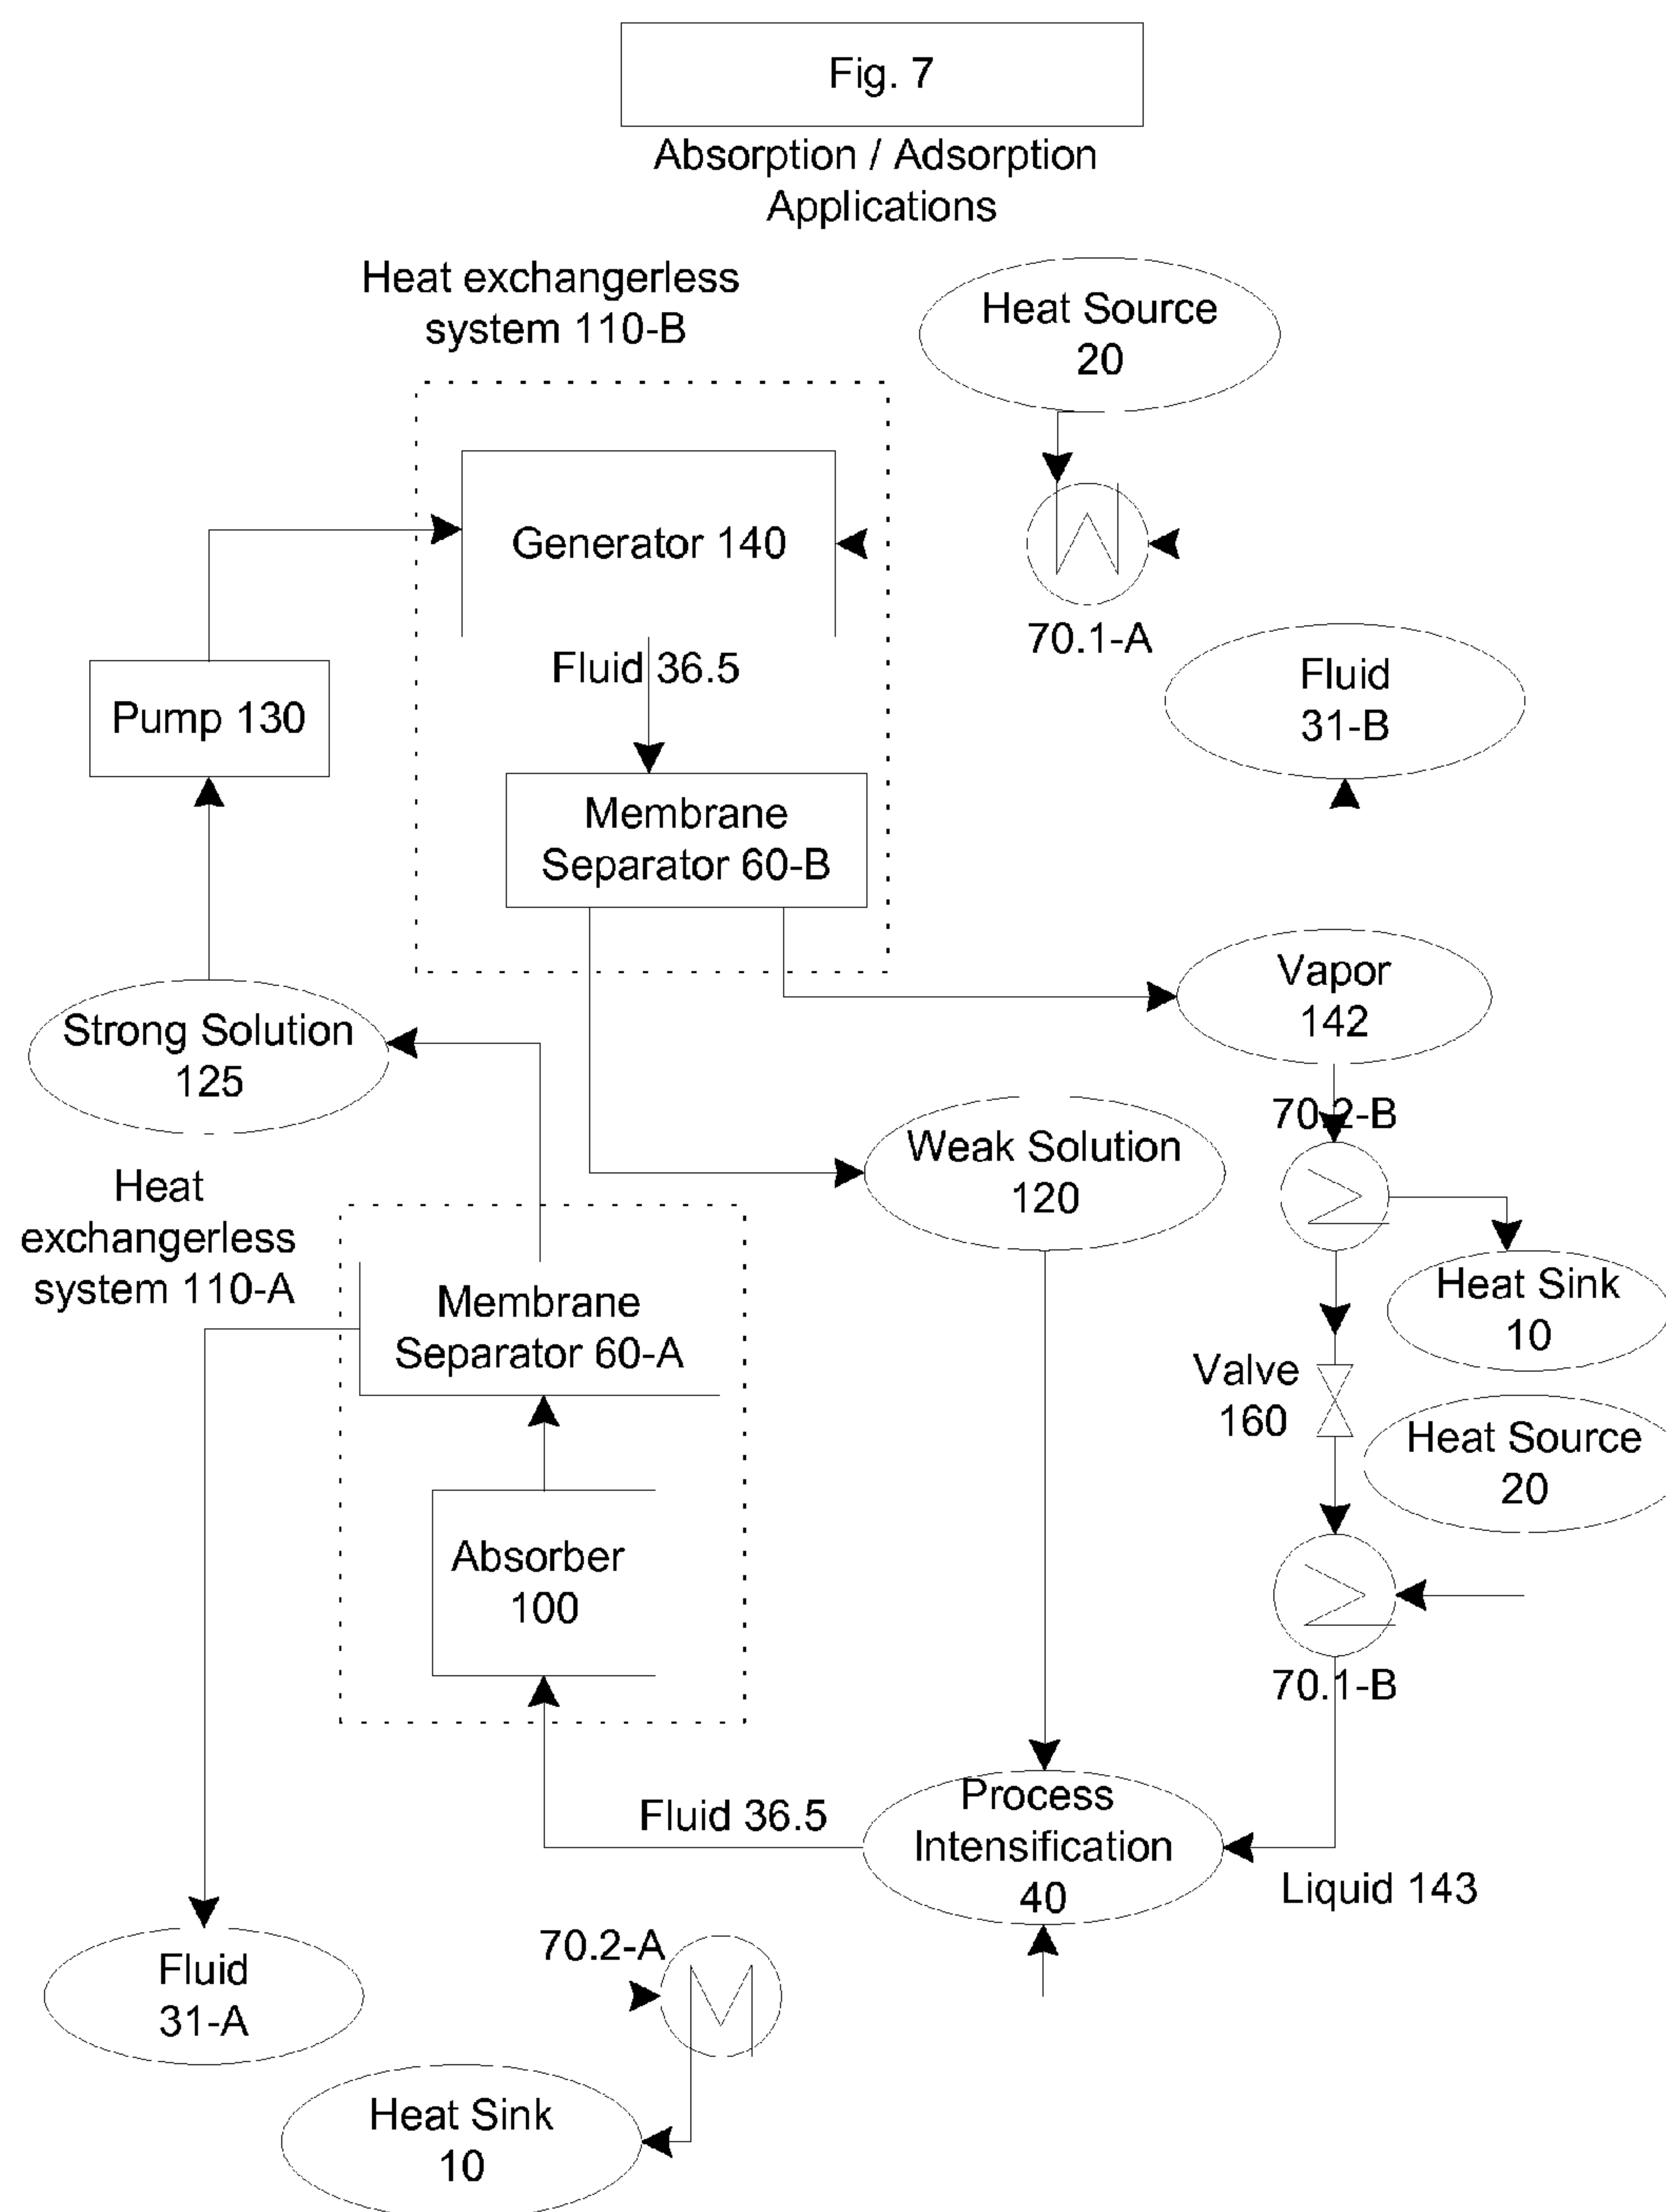 Fig. 7
Absorption / Adsorption
Applications
Heat exchangerless
system 110-B
Heat Source
20
Generator 140
70.1-A
Fluid 36.5
Fluid
31-B
Pump 130
Membrane
Separator 60-B
Vapor
142
Strong Solution
125
70.2-B
Weak Solution
120
Heat
exchangerless
system 110-A
Heat Sink
10
Membrane
Separator 60-A
Valve
160
Heat Source
20
Absorber
100
70.1-B
Process
Intensification
40
Fluid 36.5
Liquid 143
70.2-A
Fluid
31-A
Heat Sink
10